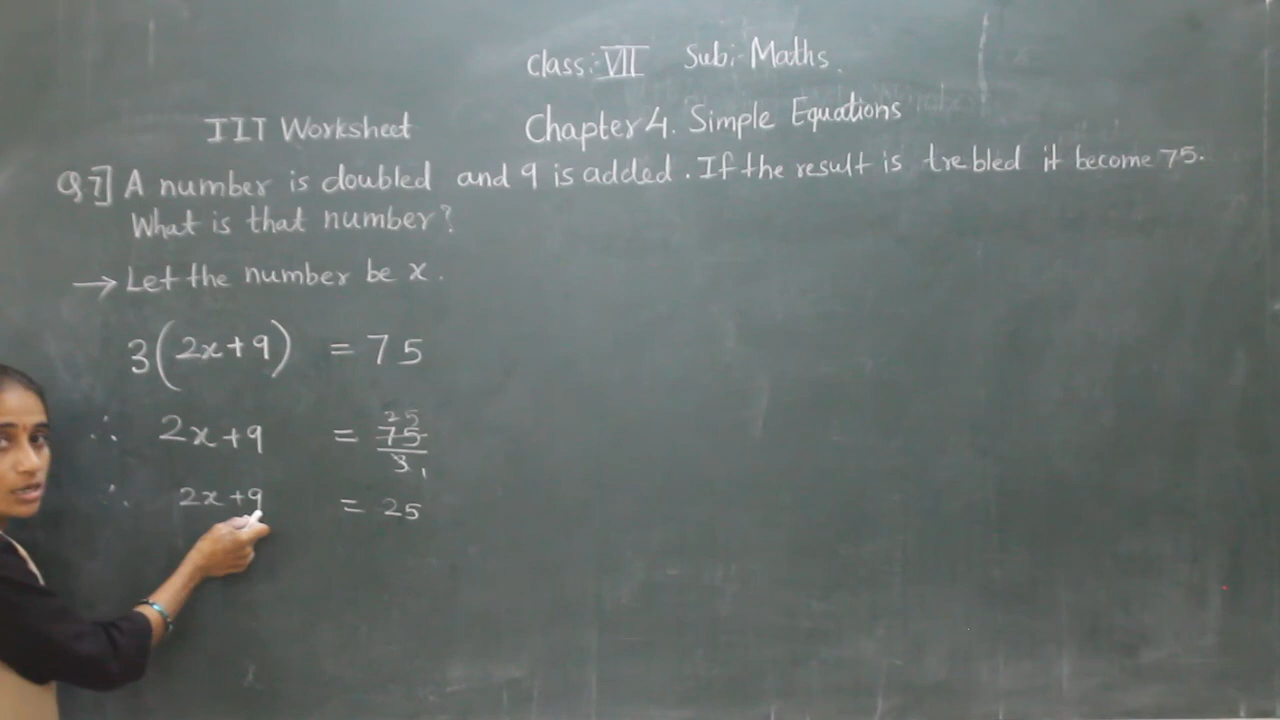 Class:- VII Sub:- Maths.
IIT Worksheet Chapter 4. Simple Equations
Q.7] A number is doubled and 9 is added. If the result is trebled it become 75.
What is that number?
→ Let the number be x.
3(2x+9) = 75
∴ 2x+9 = 25 75/3 1
∴ 2x+9 = 25